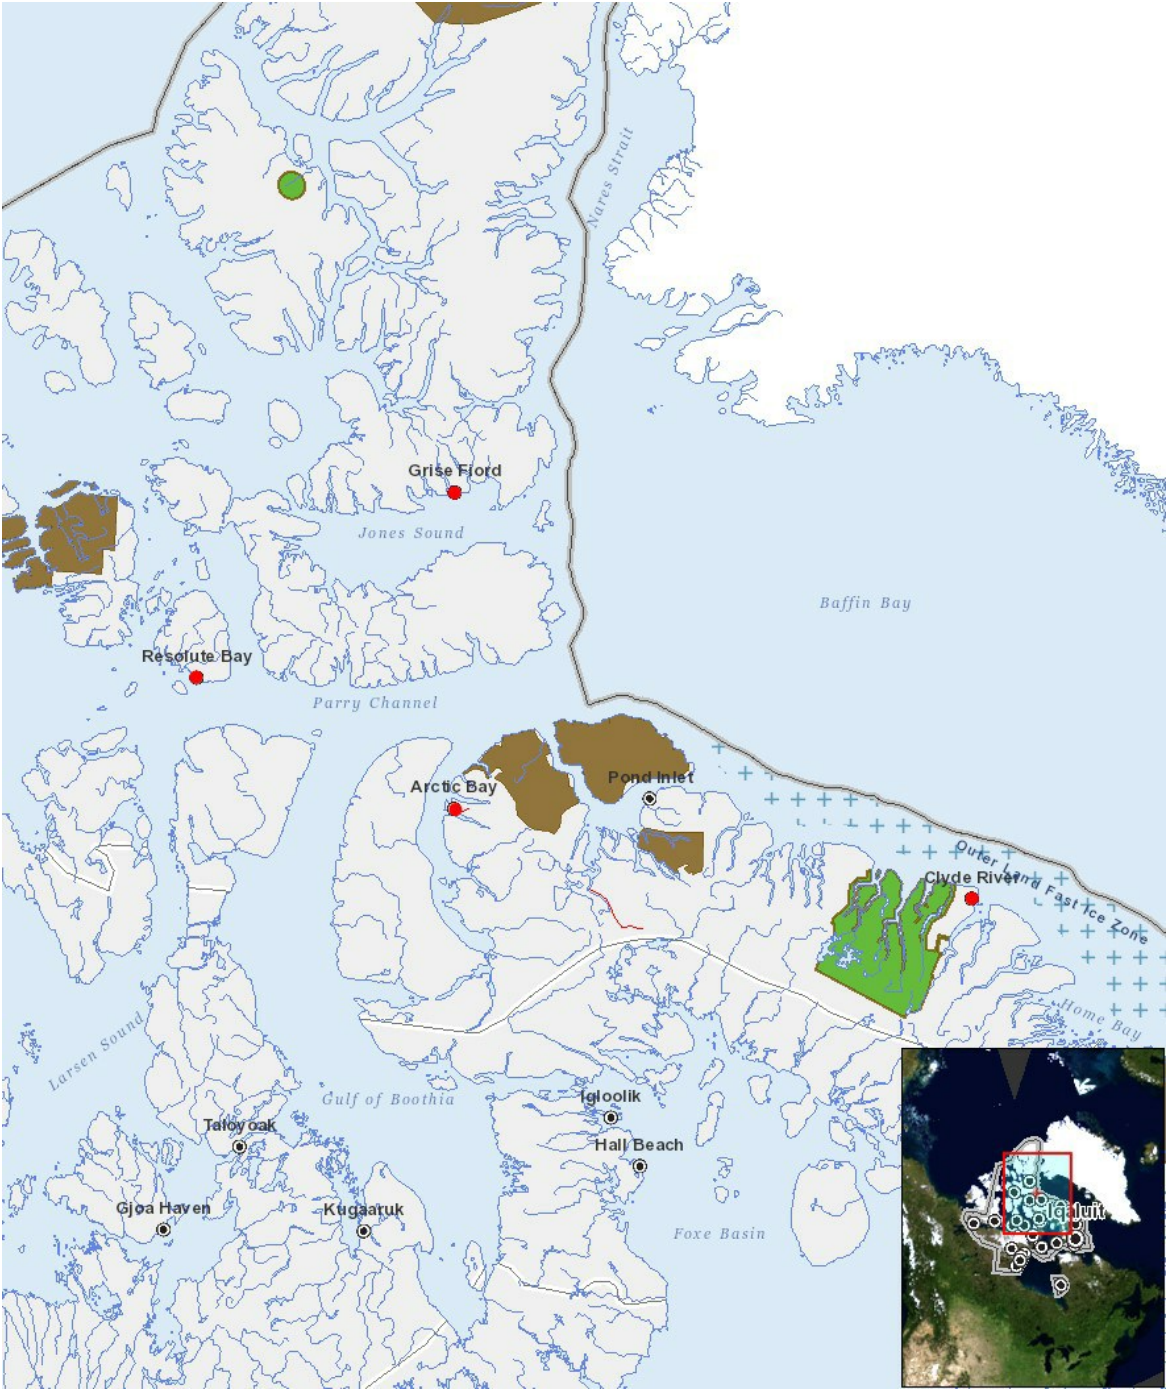 Nares Strait
Grise Fiord
Jones Sound
Baffin Bay
Resolute Bay
Parry Channel
Pond Inlet
Arctic Bay
Outer Land Fast Ice Zone
Clyde River
Home Bay
Larsen Sound
Gulf of Boothia
Igloolik
Taloyoak
Hall Beach
Gjoa Haven
Kugaaruk
Foxe Basin
Iqaluit